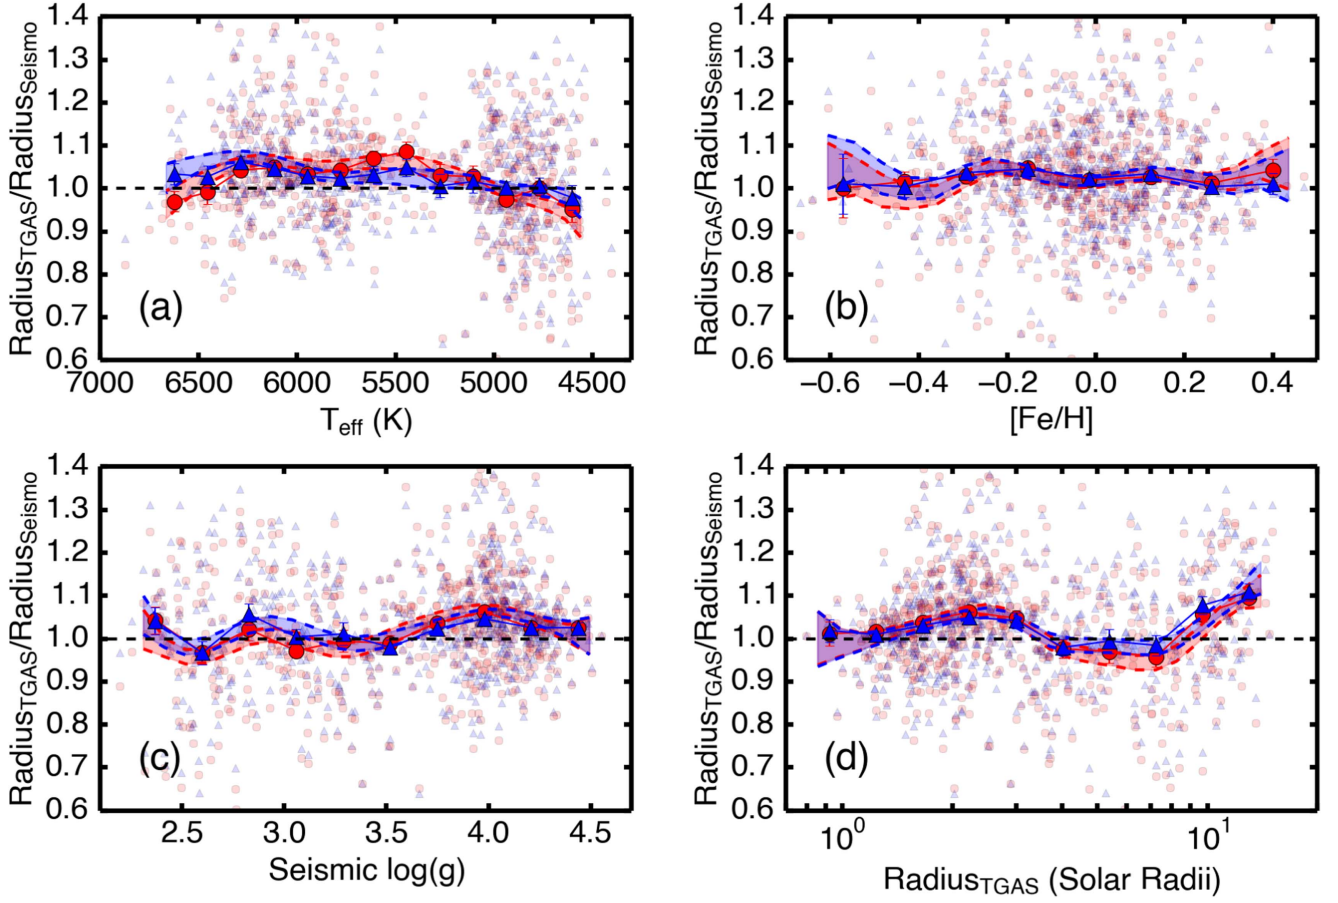 Radius_TGAS/Radius_Seismo
1.4
1.3
1.2
1.1
1.0
0.9
0.8
0.7
0.6
(a)
7000 6500 6000 5500 5000 4500
T_eff (K)
Radius_TGAS/Radius_Seismo
1.4
1.3
1.2
1.1
1.0
0.9
0.8
0.7
0.6
(b)
−0.6 −0.4 −0.2 0.0 0.2 0.4
[Fe/H]
Radius_TGAS/Radius_Seismo
1.4
1.3
1.2
1.1
1.0
0.9
0.8
0.7
0.6
(c)
2.5 3.0 3.5 4.0 4.5
Seismic log(g)
Radius_TGAS/Radius_Seismo
1.4
1.3
1.2
1.1
1.0
0.9
0.8
0.7
0.6
(d)
10^0 10^1
Radius_TGAS (Solar Radii)